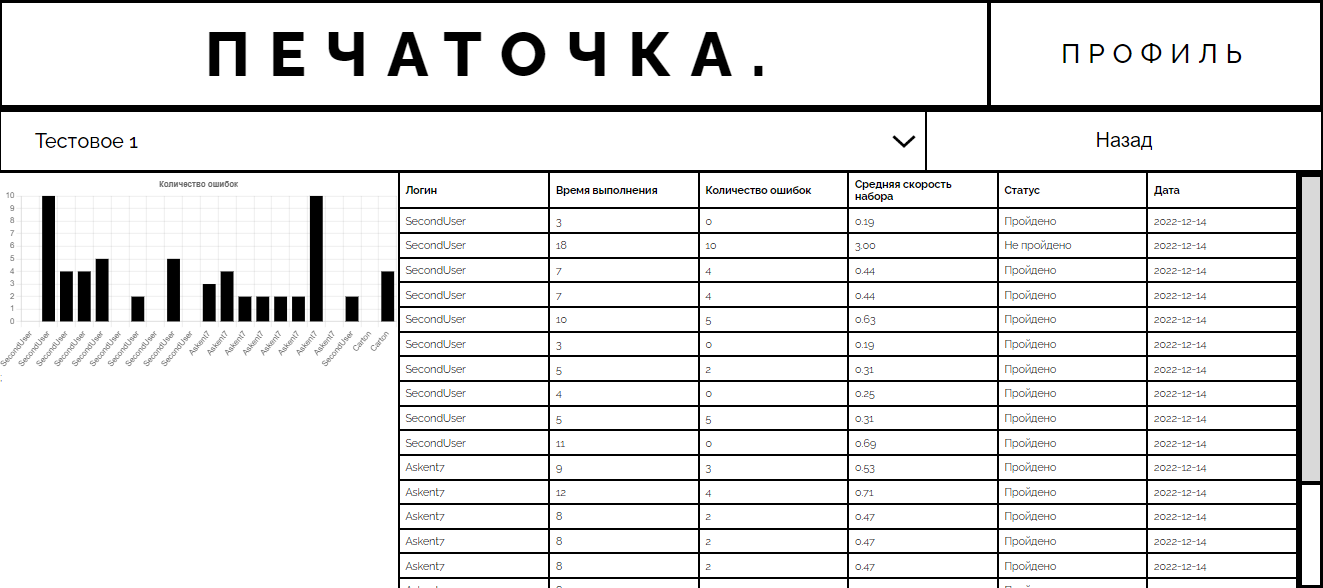 ПЕЧАТОЧКА.
ПРОФИЛЬ
Тестовое 1
Назад
Количество ошибок
10
9
8
7
6
5
4
3
2
1
0
SecondUser SecondUser SecondUser SecondUser SecondUser SecondUser SecondUser SecondUser SecondUser SecondUser Askent7 Askent7 Askent7 Askent7 Askent7 Askent7 Askent7 Askent7 SecondUser Carton Carton
;
Логин Время выполнения Количество ошибок Средняя скорость набора Статус Дата
SecondUser 3 0 0.19 Пройдено 2022-12-14
SecondUser 18 10 3.00 Не пройдено 2022-12-14
SecondUser 7 4 0.44 Пройдено 2022-12-14
SecondUser 7 4 0.44 Пройдено 2022-12-14
SecondUser 10 5 0.63 Пройдено 2022-12-14
SecondUser 3 0 0.19 Пройдено 2022-12-14
SecondUser 5 2 0.31 Пройдено 2022-12-14
SecondUser 4 0 0.25 Пройдено 2022-12-14
SecondUser 5 5 0.31 Пройдено 2022-12-14
SecondUser 11 0 0.69 Пройдено 2022-12-14
Askent7 9 3 0.53 Пройдено 2022-12-14
Askent7 12 4 0.71 Пройдено 2022-12-14
Askent7 8 2 0.47 Пройдено 2022-12-14
Askent7 8 2 0.47 Пройдено 2022-12-14
Askent7 8 2 0.47 Пройдено 2022-12-14